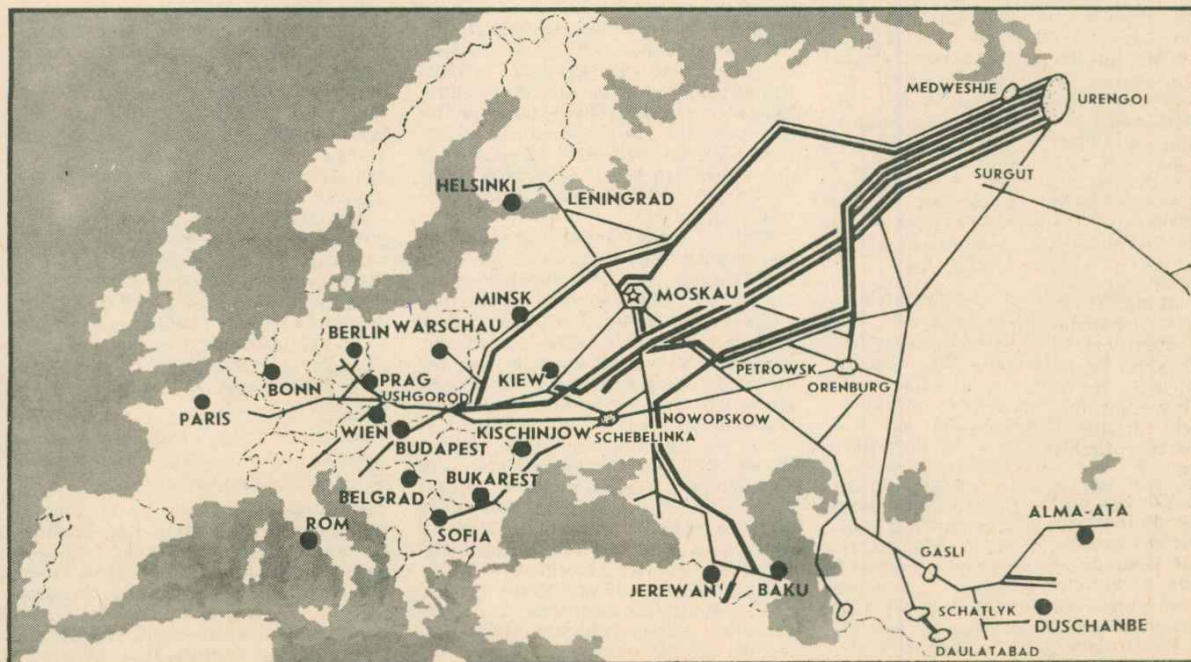 MEDWESHJE
URENGOI
SURGUT
HELSINKI
LENINGRAD
MOSKAU
MINSK
BERLIN
WARSCHAU
BONN
PRAG
USHGOROD
KIEW
PETROWSK
ORENBURG
PARIS
WIEN
BUDAPEST
KISCHINJOW
SCHEBELINKA
NOWOPSKOW
BELGRAD
BUKAREST
SOFIA
ROM
ALMA-ATA
GASLI
JEREWAN
BAKU
SCHATLYK
DUSCHANBE
DAULATABAD